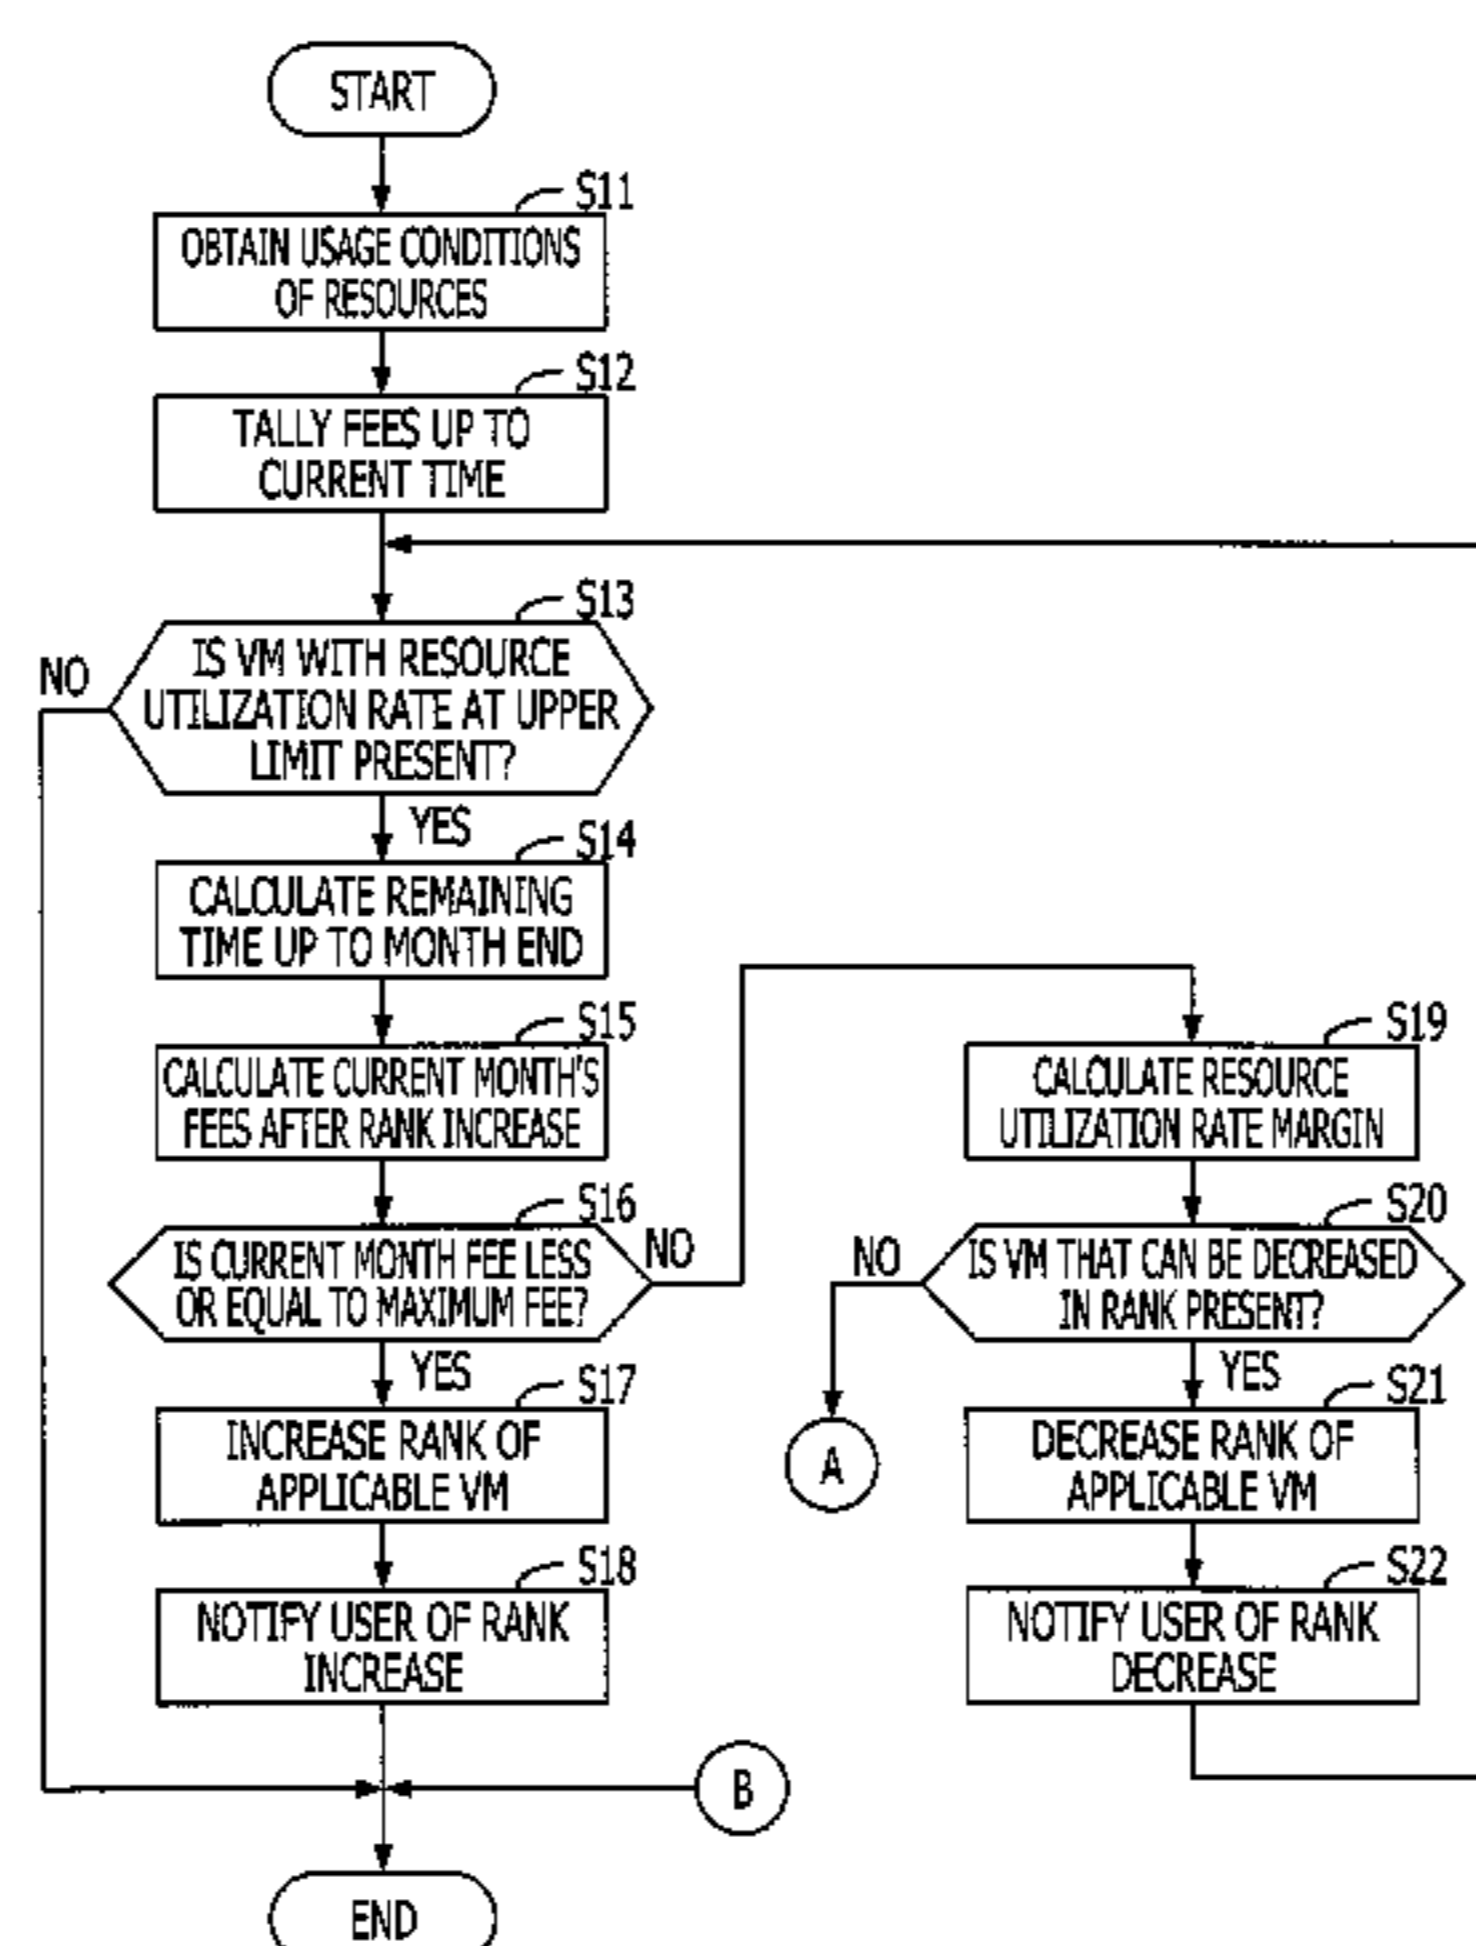 START
S11
OBTAIN USAGE CONDITIONS
OF RESOURCES
S12
TALLY FEES UP TO
CURRENT TIME
S13
IS VM WITH RESOURCE
UTILIZATION RATE AT UPPER
LIMIT PRESENT?
NO
YES
S14
CALCULATE REMAINING
TIME UP TO MONTH END
S15
CALCULATE CURRENT MONTH'S
FEES AFTER RANK INCREASE
S16
IS CURRENT MONTH FEE LESS
OR EQUAL TO MAXIMUM FEE?
NO
YES
S17
INCREASE RANK OF
APPLICABLE VM
S18
NOTIFY USER OF RANK
INCREASE
S19
CALCULATE RESOURCE
UTILIZATION RATE MARGIN
S20
IS VM THAT CAN BE DECREASED
IN RANK PRESENT?
NO
A
YES
S21
DECREASE RANK OF
APPLICABLE VM
S22
NOTIFY USER OF RANK
DECREASE
B
END